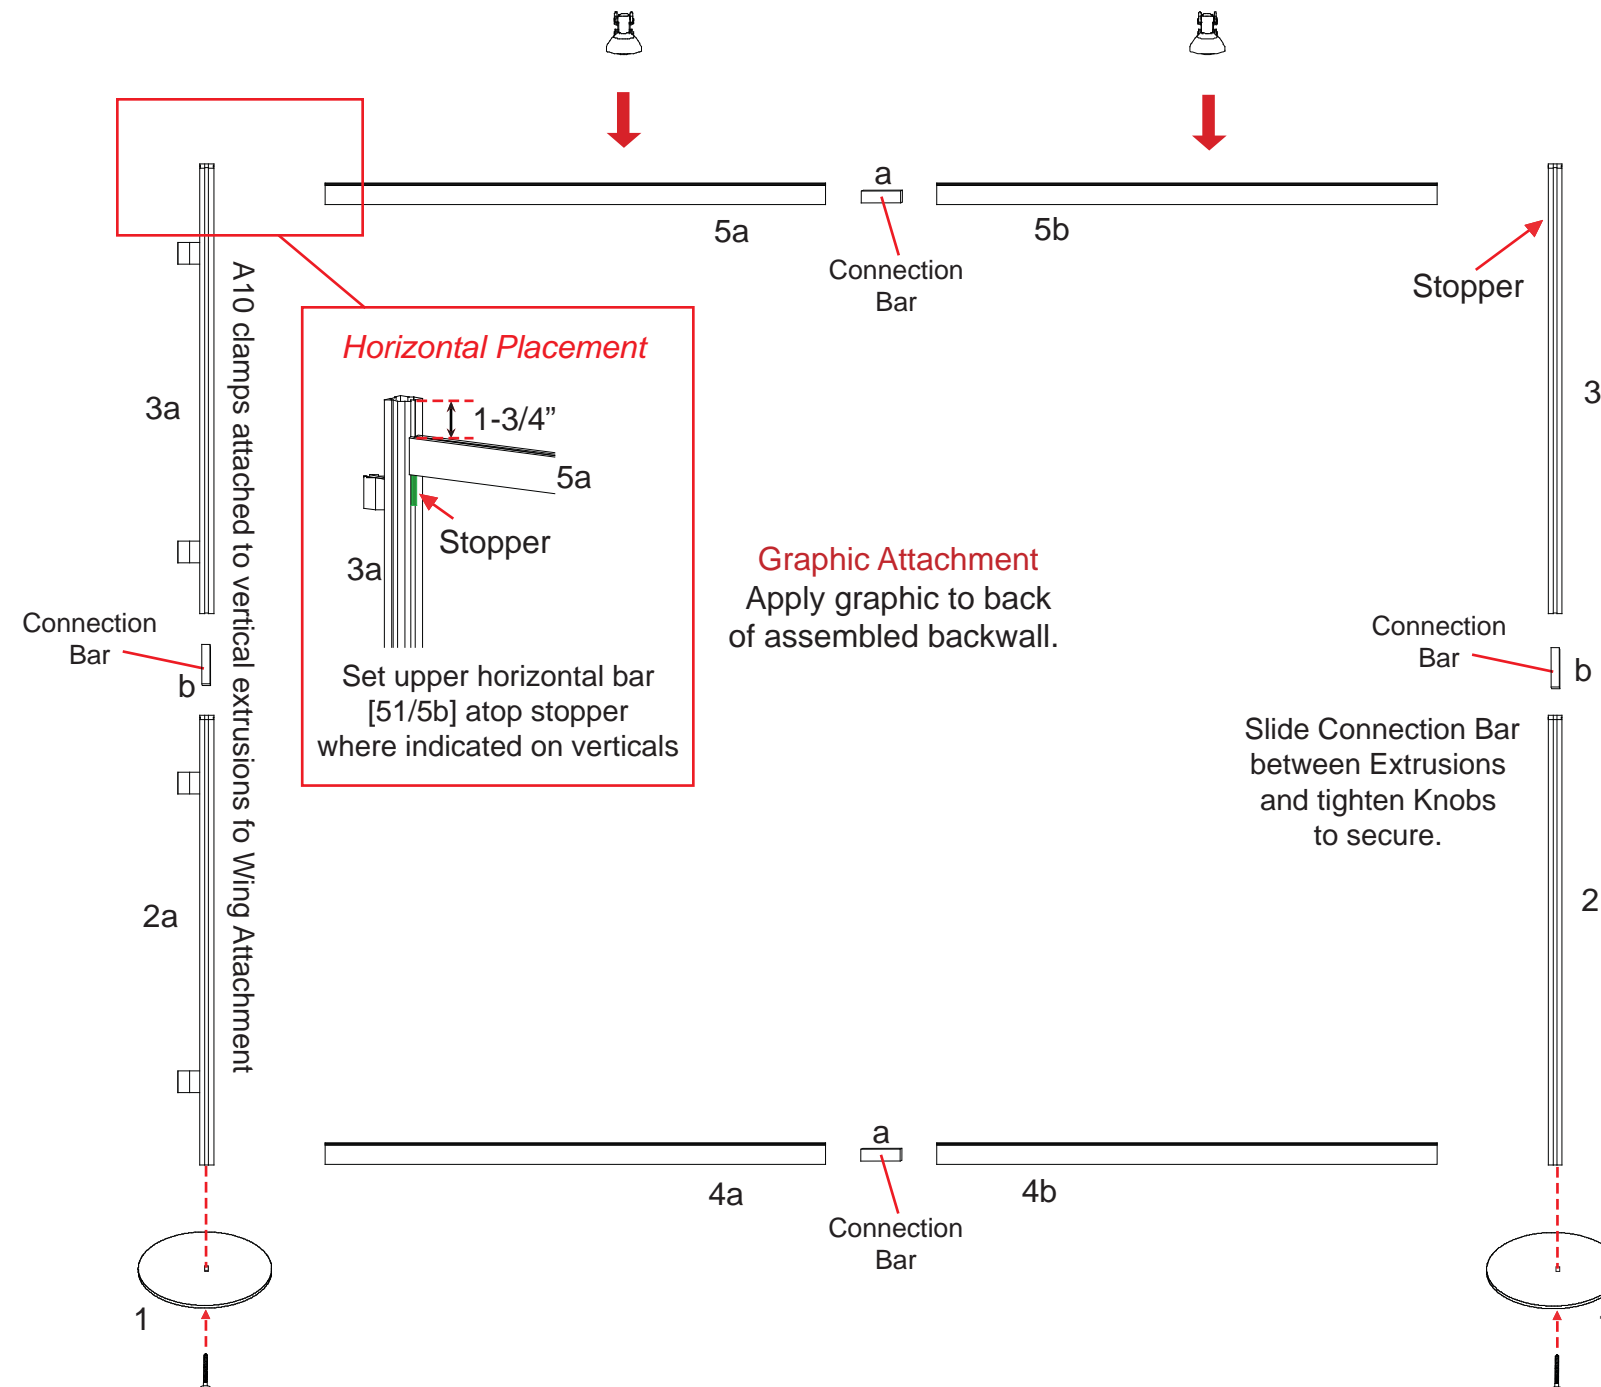 a
5a
5b
Connection
Bar
Stopper
A10 clamps attached to vertical extrusions fo Wing Attachment
Horizontal Placement
1-3/4”
5a
Stopper
3a
Set upper horizontal bar
[51/5b] atop stopper
where indicated on verticals
3a
3
Graphic Attachment
Apply graphic to back
of assembled backwall.
Connection
Bar
b
Connection
Bar
b
Slide Connection Bar
between Extrusions
and tighten Knobs
to secure.
2a
2
a
4a
4b
Connection
Bar
1